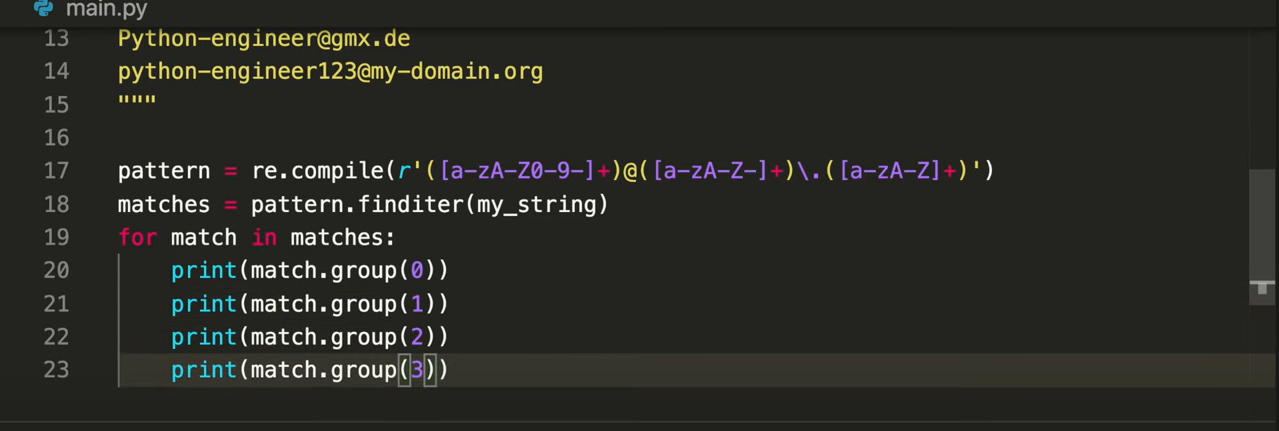 main.py
13 Python-engineer@gmx.de
14 python-engineer123@my-domain.org
15 """
16
17 pattern = re.compile(r'([a-zA-Z0-9-]+)@([a-zA-Z-]+)\.([a-zA-Z]+)')
18 matches = pattern.finditer(my_string)
19 for match in matches:
20     print(match.group(0))
21     print(match.group(1))
22     print(match.group(2))
23     print(match.group(3))